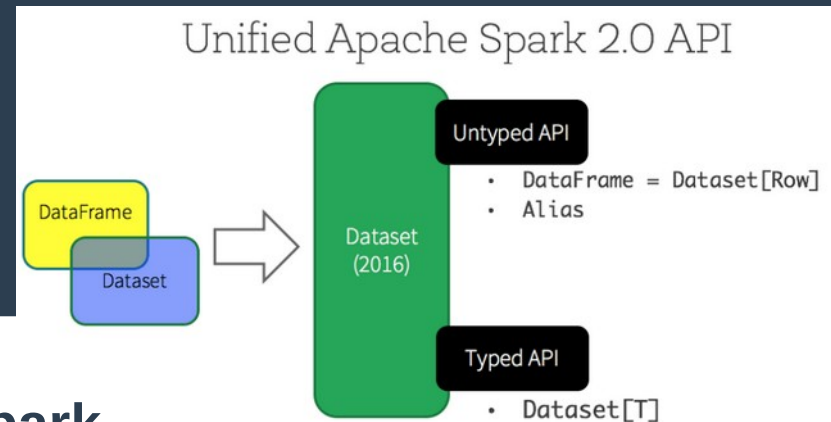 Unified Apache Spark 2.0 API
Untyped API
• DataFrame = Dataset[Row]
• Alias
DataFrame
Dataset
Dataset
(2016)
Typed API
• Dataset[T]